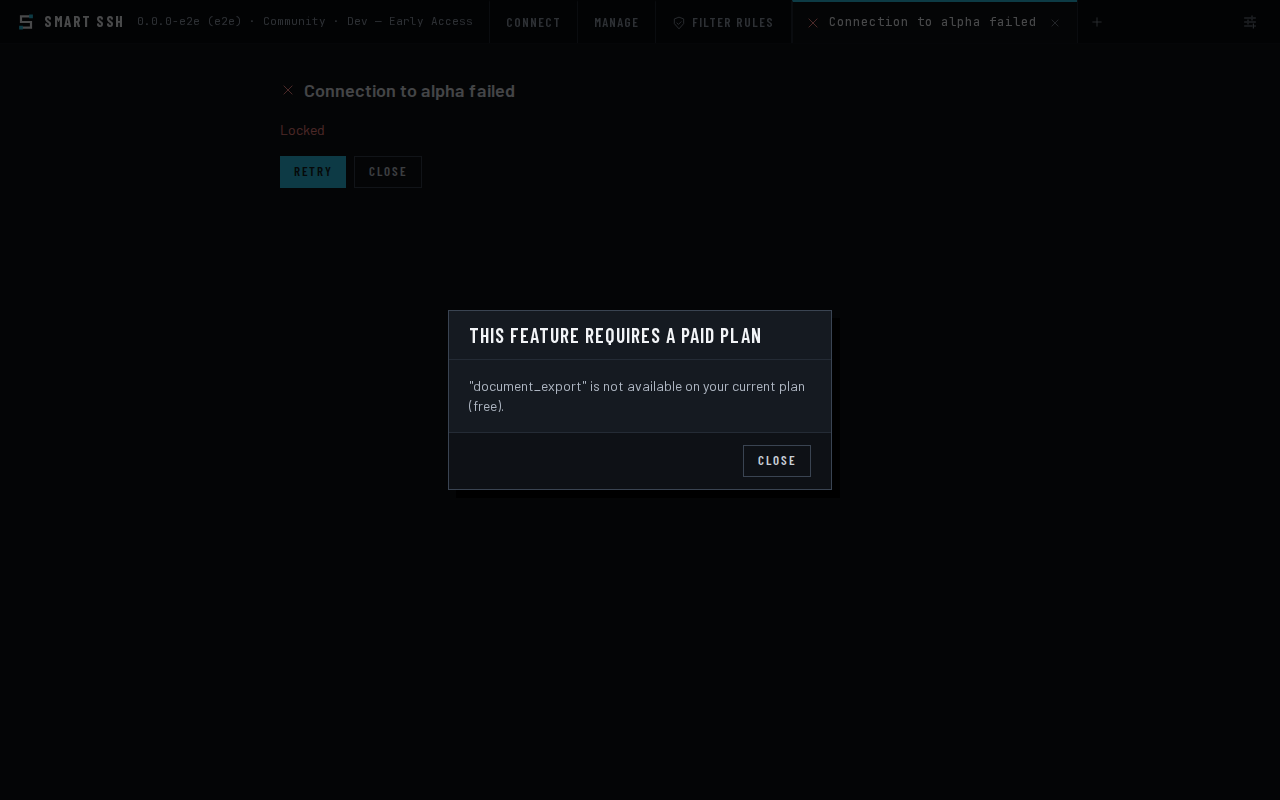 SMART SSH 0.0.0-e2e (e2e) · Community · Dev — Early Access CONNECT MANAGE FILTER RULES Connection to alpha failed
Connection to alpha failed
Locked
RETRY CLOSE
THIS FEATURE REQUIRES A PAID PLAN
"document_export" is not available on your current plan
(free).
CLOSE